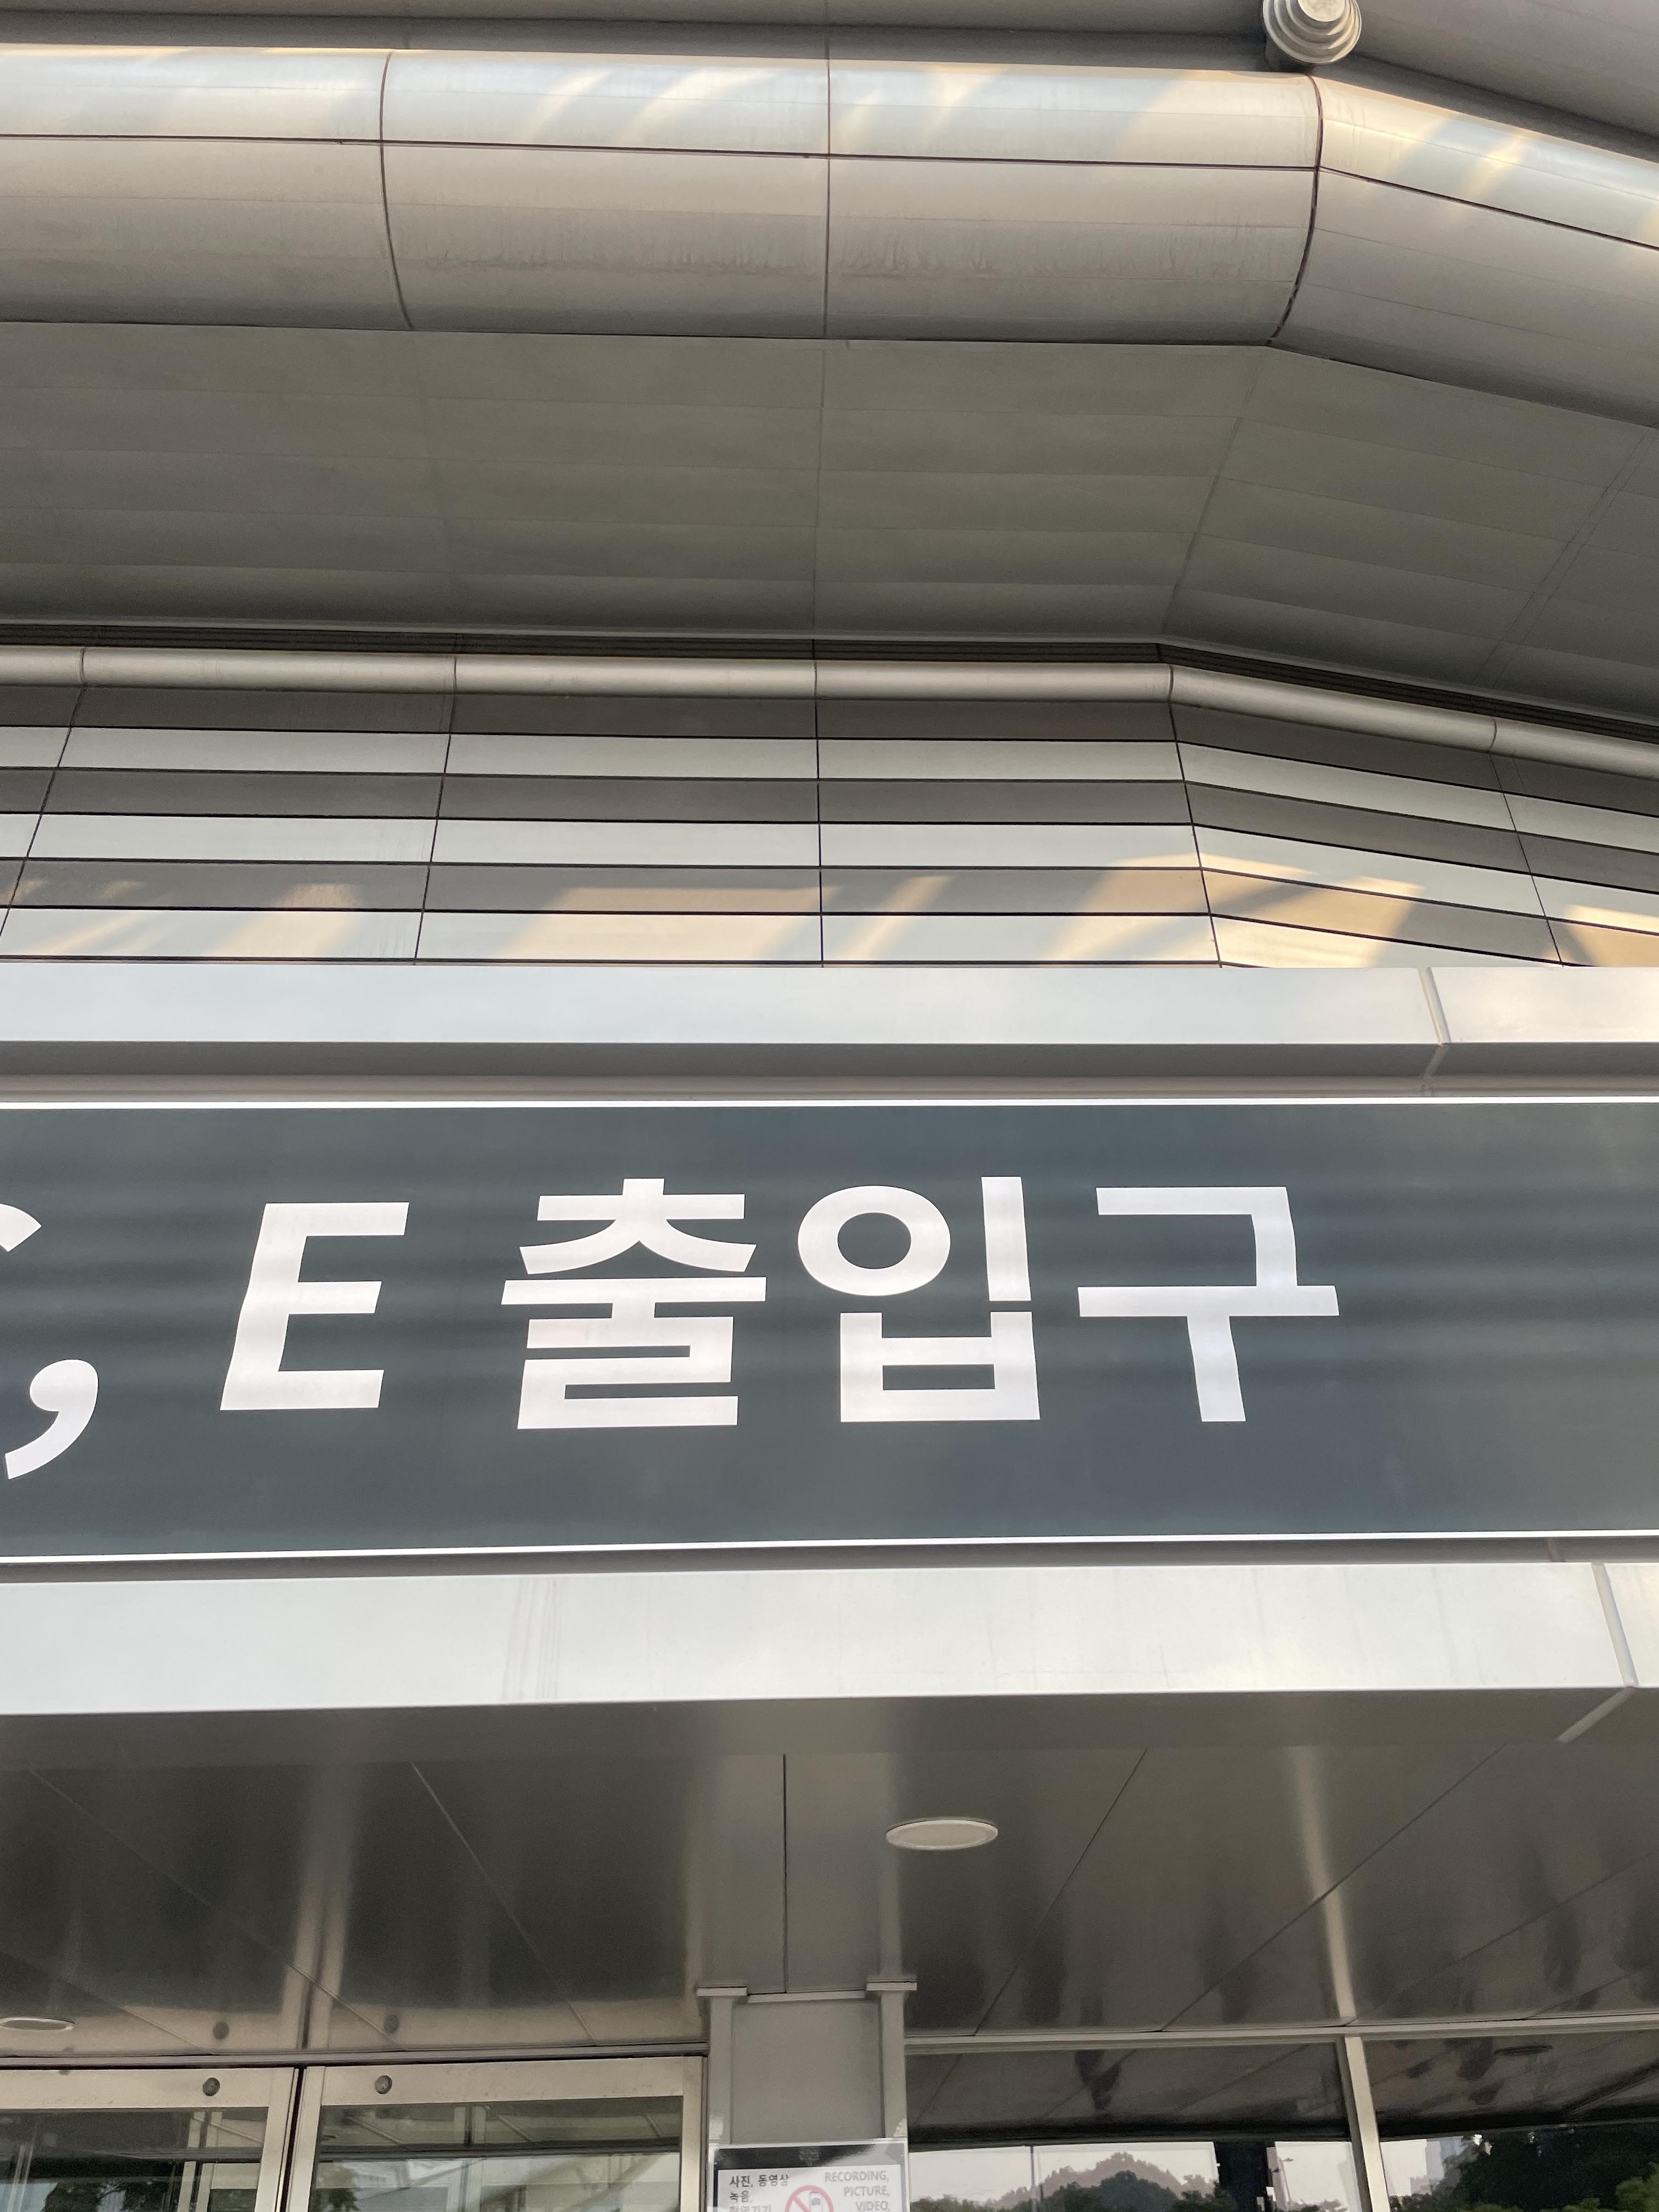 , E 출입구
사진, 동영상
녹음,
RECORDING,
PICTURE,
VIDEO,